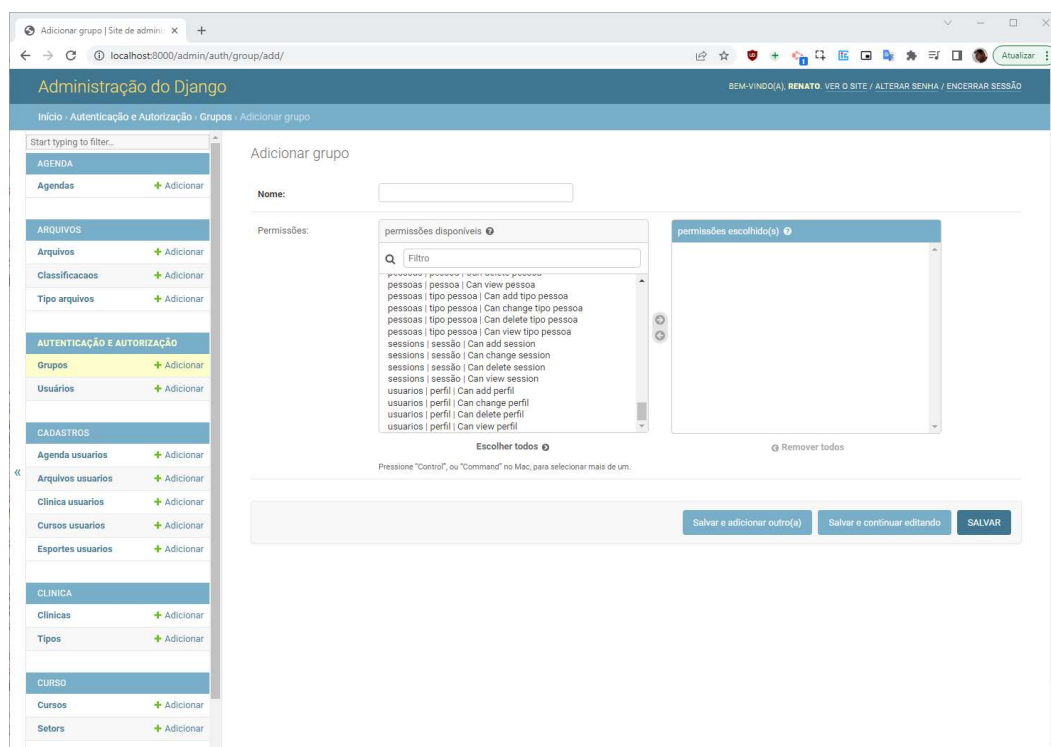 Adicionar grupo | Site de admini
localhost:8000/admin/auth/group/add/
Atualizar
Administração do Django
BEM-VINDO(A), RENATO. VER O SITE / ALTERAR SENHA / ENCERRAR SESSÃO
Início › Autenticação e Autorização › Grupos › Adicionar grupo
Start typing to filter...
AGENDA
Agendas + Adicionar
ARQUIVOS
Arquivos + Adicionar
Classificacaos + Adicionar
Tipo arquivos + Adicionar
AUTENTICAÇÃO E AUTORIZAÇÃO
Grupos + Adicionar
Usuários + Adicionar
CADASTROS
Agenda usuarios + Adicionar
Arquivos usuarios + Adicionar
Clinica usuarios + Adicionar
Cursos usuarios + Adicionar
Esportes usuarios + Adicionar
CLINICA
Clinicas + Adicionar
Tipos + Adicionar
CURSO
Cursos + Adicionar
Setors + Adicionar
«
Adicionar grupo
Nome:
Permissões:
permissões disponíveis
Filtro
pessoas | pessoa | Can delete pessoa
pessoas | pessoa | Can view pessoa
pessoas | tipo pessoa | Can add tipo pessoa
pessoas | tipo pessoa | Can change tipo pessoa
pessoas | tipo pessoa | Can delete tipo pessoa
pessoas | tipo pessoa | Can view tipo pessoa
sessions | sessão | Can add session
sessions | sessão | Can change session
sessions | sessão | Can delete session
sessions | sessão | Can view session
usuarios | perfil | Can add perfil
usuarios | perfil | Can change perfil
usuarios | perfil | Can delete perfil
usuarios | perfil | Can view perfil
Escolher todos
permissões escolhido(s)
Remover todos
Pressione "Control", ou "Command" no Mac, para selecionar mais de um.
Salvar e adicionar outro(a)
Salvar e continuar editando
SALVAR